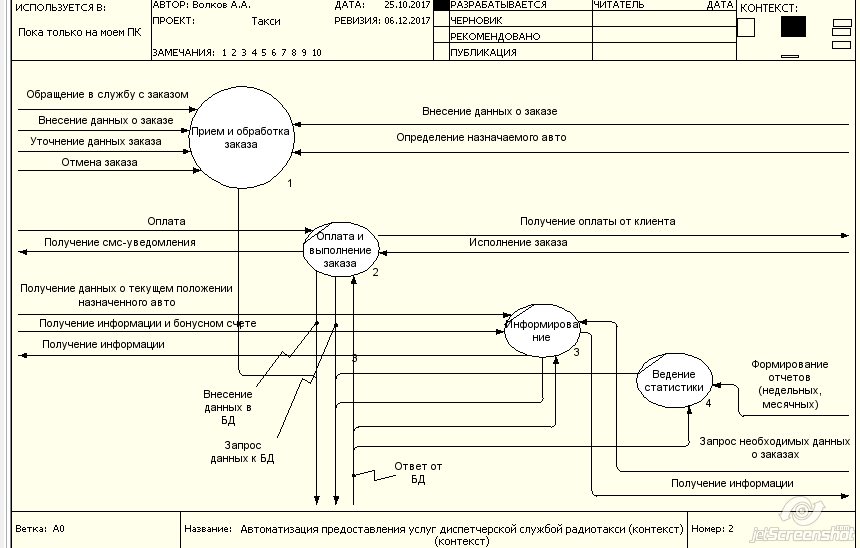 ИСПОЛЬЗУЕТСЯ В:
Пока только на моем ПК
АВТОР: Волков А.А.
ДАТА: 25.10.2017
ПРОЕКТ: Такси
РЕВИЗИЯ: 06.12.2017
ЗАМЕЧАНИЯ: 1 2 3 4 5 6 7 8 9 10
РАЗРАБАТЫВАЕТСЯ
ЧЕРНОВИК
РЕКОМЕНДОВАНО
ПУБЛИКАЦИЯ
ЧИТАТЕЛЬ ДАТА
КОНТЕКСТ:
Обращение в службу с заказом
Внесение данных о заказе
Уточнение данных заказа
Отмена заказа
Прием и обработка
заказа
1
Внесение данных о заказе
Определение назначаемого авто
Оплата
Получение смс-уведомления
Оплата и
выполнение
заказа
2
Получение оплаты от клиента
Исполнение заказа
Получение данных о текущем положении
назначенного авто
Получение информации и бонусном счете
Получение информации
3
Информирова
ние
3
Ведение
статистики
4
Формирование
отчетов
(недельных,
месячных)
Внесение
данных в
БД
Запрос
данных к БД
Ответ от
БД
Запрос необходимых данных
о заказах
Получение информации
Ветка: A0
Название: Автоматизация предоставления услуг диспетчерской службой радиотакси (контекст)
(контекст)
Номер: 2
jetScreenshot
.com